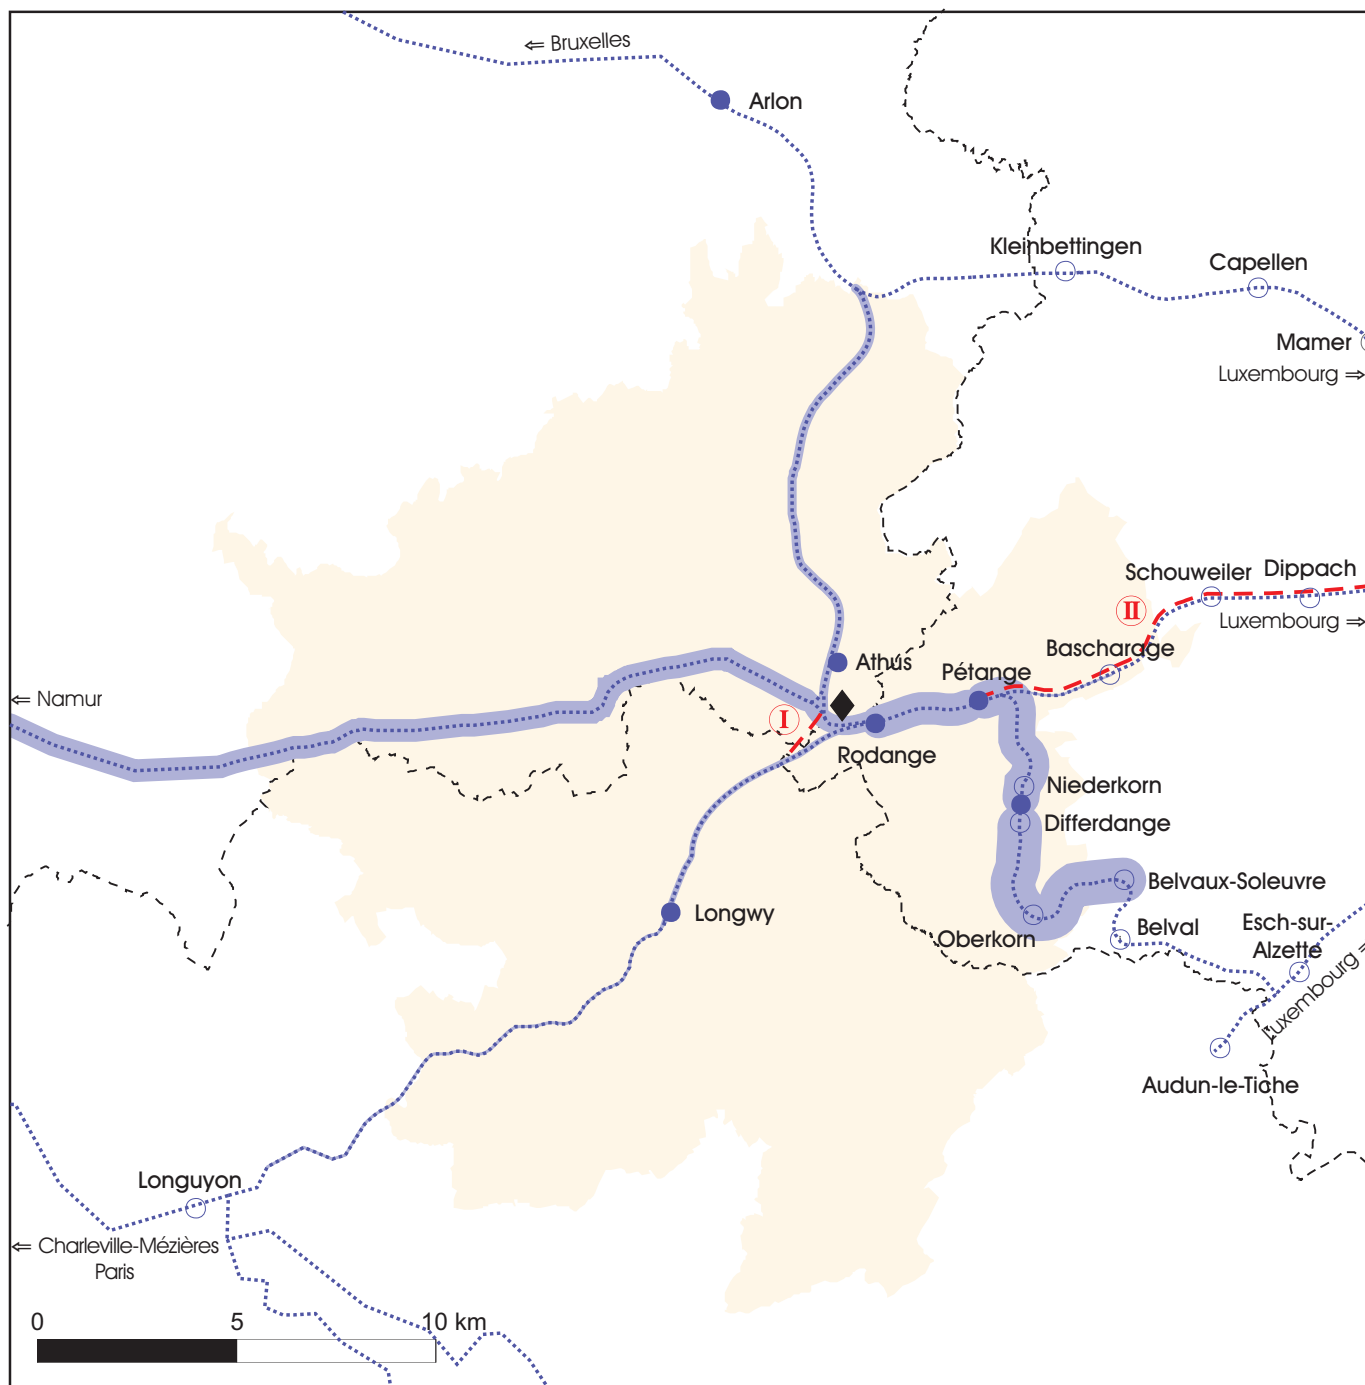 ⇐ Bruxelles
Arlon
Kleinbettingen
Capellen
Mamer
Luxembourg ⇒
Schouweiler
Dippach
II
Luxembourg ⇒
Bascharage
Athus
Pétange
⇐ Namur
I
Rodange
Niederkorn
Differdange
Belvaux-Soleuvre
Longwy
Oberkorn
Belval
Esch-sur-
Alzette
Luxembourg ⇒
Audun-le-Tiche
Longuyon
⇐ Charleville-Mézières
Paris
0 5 10 km